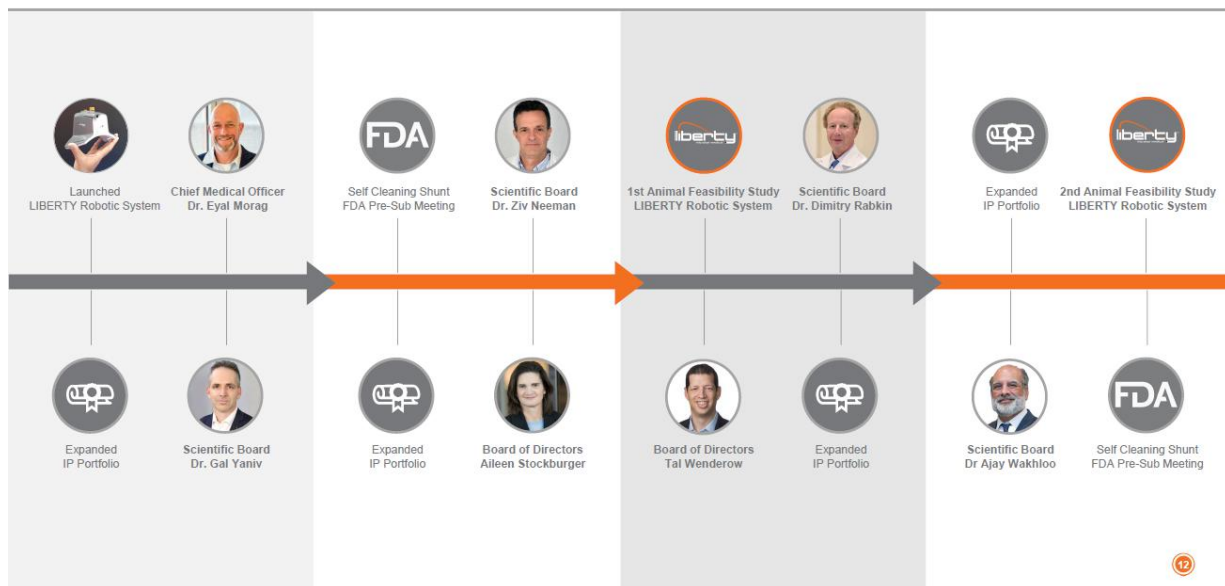 Launched
LIBERTY Robotic System
Chief Medical Officer
Dr. Eyal Morag
FDA
Self Cleaning Shunt
FDA Pre-Sub Meeting
Scientific Board
Dr. Ziv Neeman
liberty
1st Animal Feasibility Study
LIBERTY Robotic System
Scientific Board
Dr. Dimitry Rabkin
Expanded
IP Portfolio
liberty
2nd Animal Feasibility Study
LIBERTY Robotic System
Expanded
IP Portfolio
Scientific Board
Dr. Gal Yaniv
Expanded
IP Portfolio
Board of Directors
Aileen Stockburger
Board of Directors
Tal Wenderow
Expanded
IP Portfolio
Scientific Board
Dr Ajay Wakhloo
FDA
Self Cleaning Shunt
FDA Pre-Sub Meeting
12